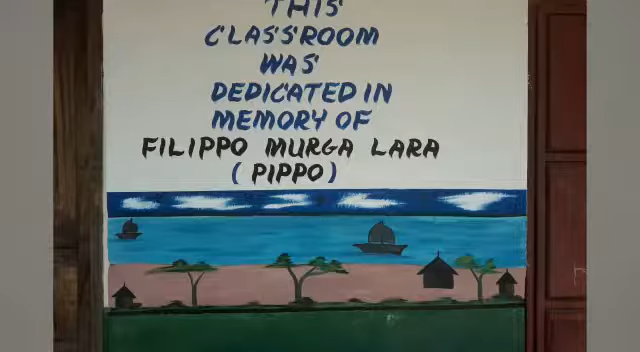 THIS
CLASSROOM
WAS
DEDICATED IN
MEMORY OF
FILIPPO MURGA LARA
(PIPPO)